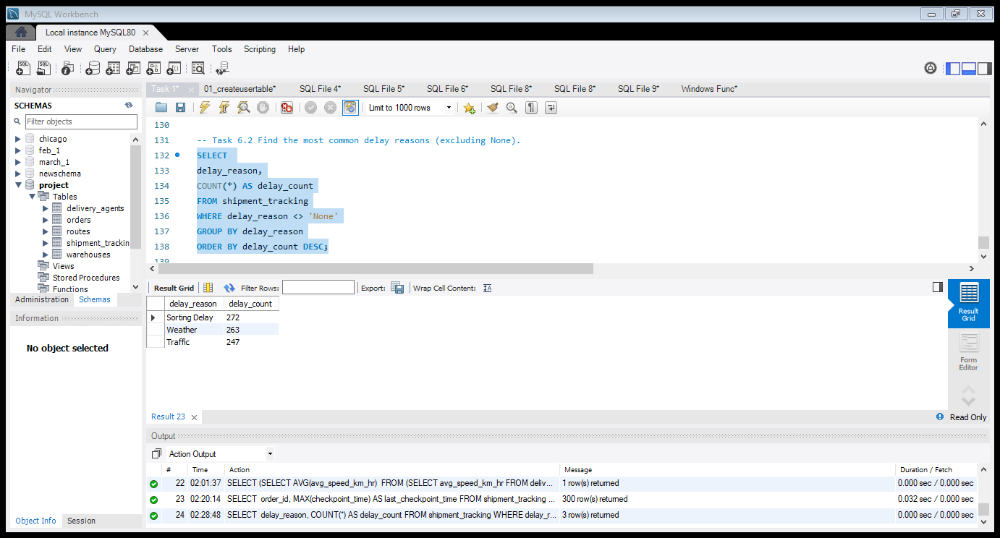 MySQL Workbench
Local instance MySQL80
File Edit View Query Database Server Tools Scripting Help
Navigator
SCHEMAS
Filter objects
chicago
feb_1
march_1
newschema
project
Tables
delivery_agents
orders
routes
shipment_trackin
warehouses
Views
Stored Procedures
Functions
Administration Schemas
Information
No object selected
Object Info Session
Task 1* 01_createusertable* SQL File 4* SQL File 5* SQL File 6* SQL File 8* SQL File 8* SQL File 9* Windows Func*
Limit to 1000 rows
130
131 -- Task 6.2 Find the most common delay reasons (excluding None).
132 SELECT
133 delay_reason,
134 COUNT(*) AS delay_count
135 FROM shipment_tracking
136 WHERE delay_reason <> 'None'
137 GROUP BY delay_reason
138 ORDER BY delay_count DESC;
139
Result Grid Filter Rows: Export: Wrap Cell Content:
delay_reason delay_count
Sorting Delay 272
Weather 263
Traffic 247
Result Grid
Form Editor
Result 23
Read Only
Output
Action Output
# Time Action Message Duration / Fetch
22 02:01:37 SELECT (SELECT AVG(avg_speed_km_hr) FROM (SELECT avg_speed_km_hr FROM deliv... 1 row(s) returned 0.000 sec / 0.000 sec
23 02:20:14 SELECT order_id, MAX(checkpoint_time) AS last_checkpoint_time FROM shipment_tracking ... 300 row(s) returned 0.032 sec / 0.000 sec
24 02:28:48 SELECT delay_reason, COUNT(*) AS delay_count FROM shipment_tracking WHERE delay_r... 3 row(s) returned 0.000 sec / 0.000 sec